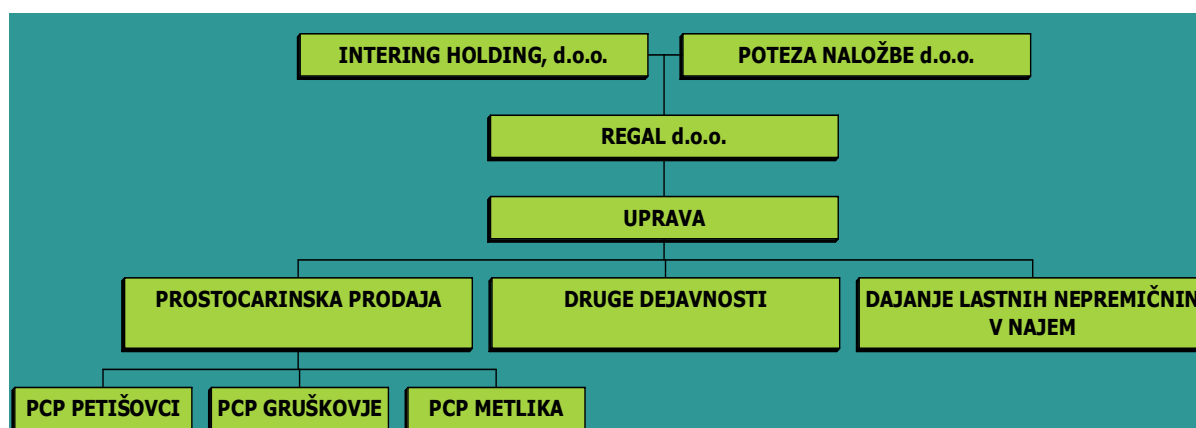 INTERING HOLDING, d.o.o.
POTEZA NALOŽBE d.o.o.
REGAL d.o.o.
UPRAVA
PROSTOCARINSKA PRODAJA
DRUGE DEJAVNOSTI
DAJANJE LASTNIH NEPREMIČNIN
V NAJEM
PCP PETIŠOVCI
PCP GRUŠKOVJE
PCP METLIKA